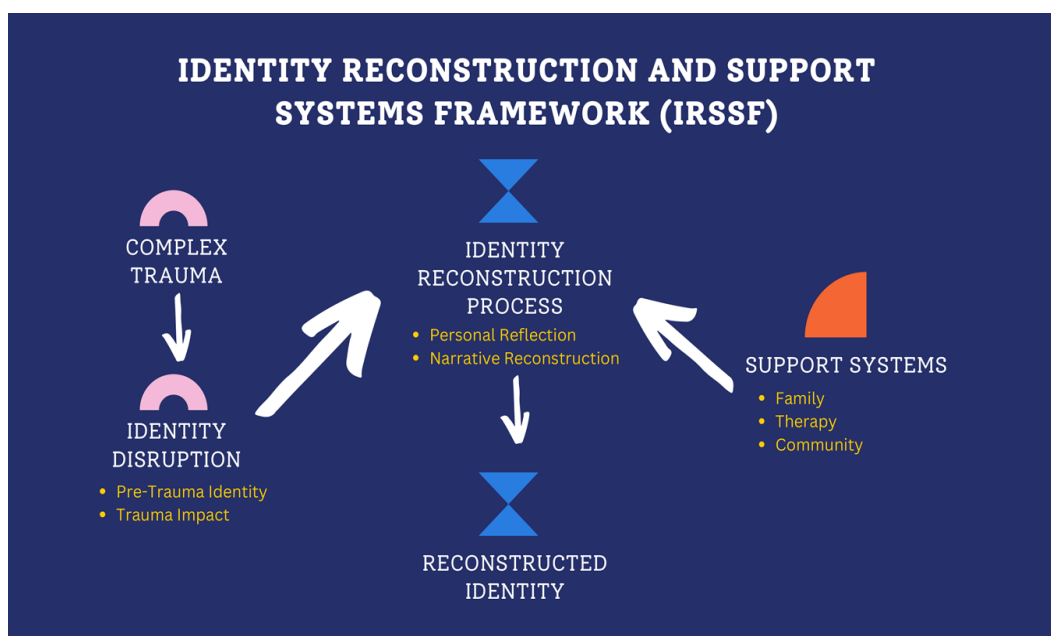 IDENTITY RECONSTRUCTION AND SUPPORT
SYSTEMS FRAMEWORK (IRSSF)
COMPLEX
TRAUMA
IDENTITY
DISRUPTION
• Pre-Trauma Identity
• Trauma Impact
IDENTITY
RECONSTRUCTION
PROCESS
• Personal Reflection
• Narrative Reconstruction
RECONSTRUCTED
IDENTITY
SUPPORT SYSTEMS
• Family
• Therapy
• Community